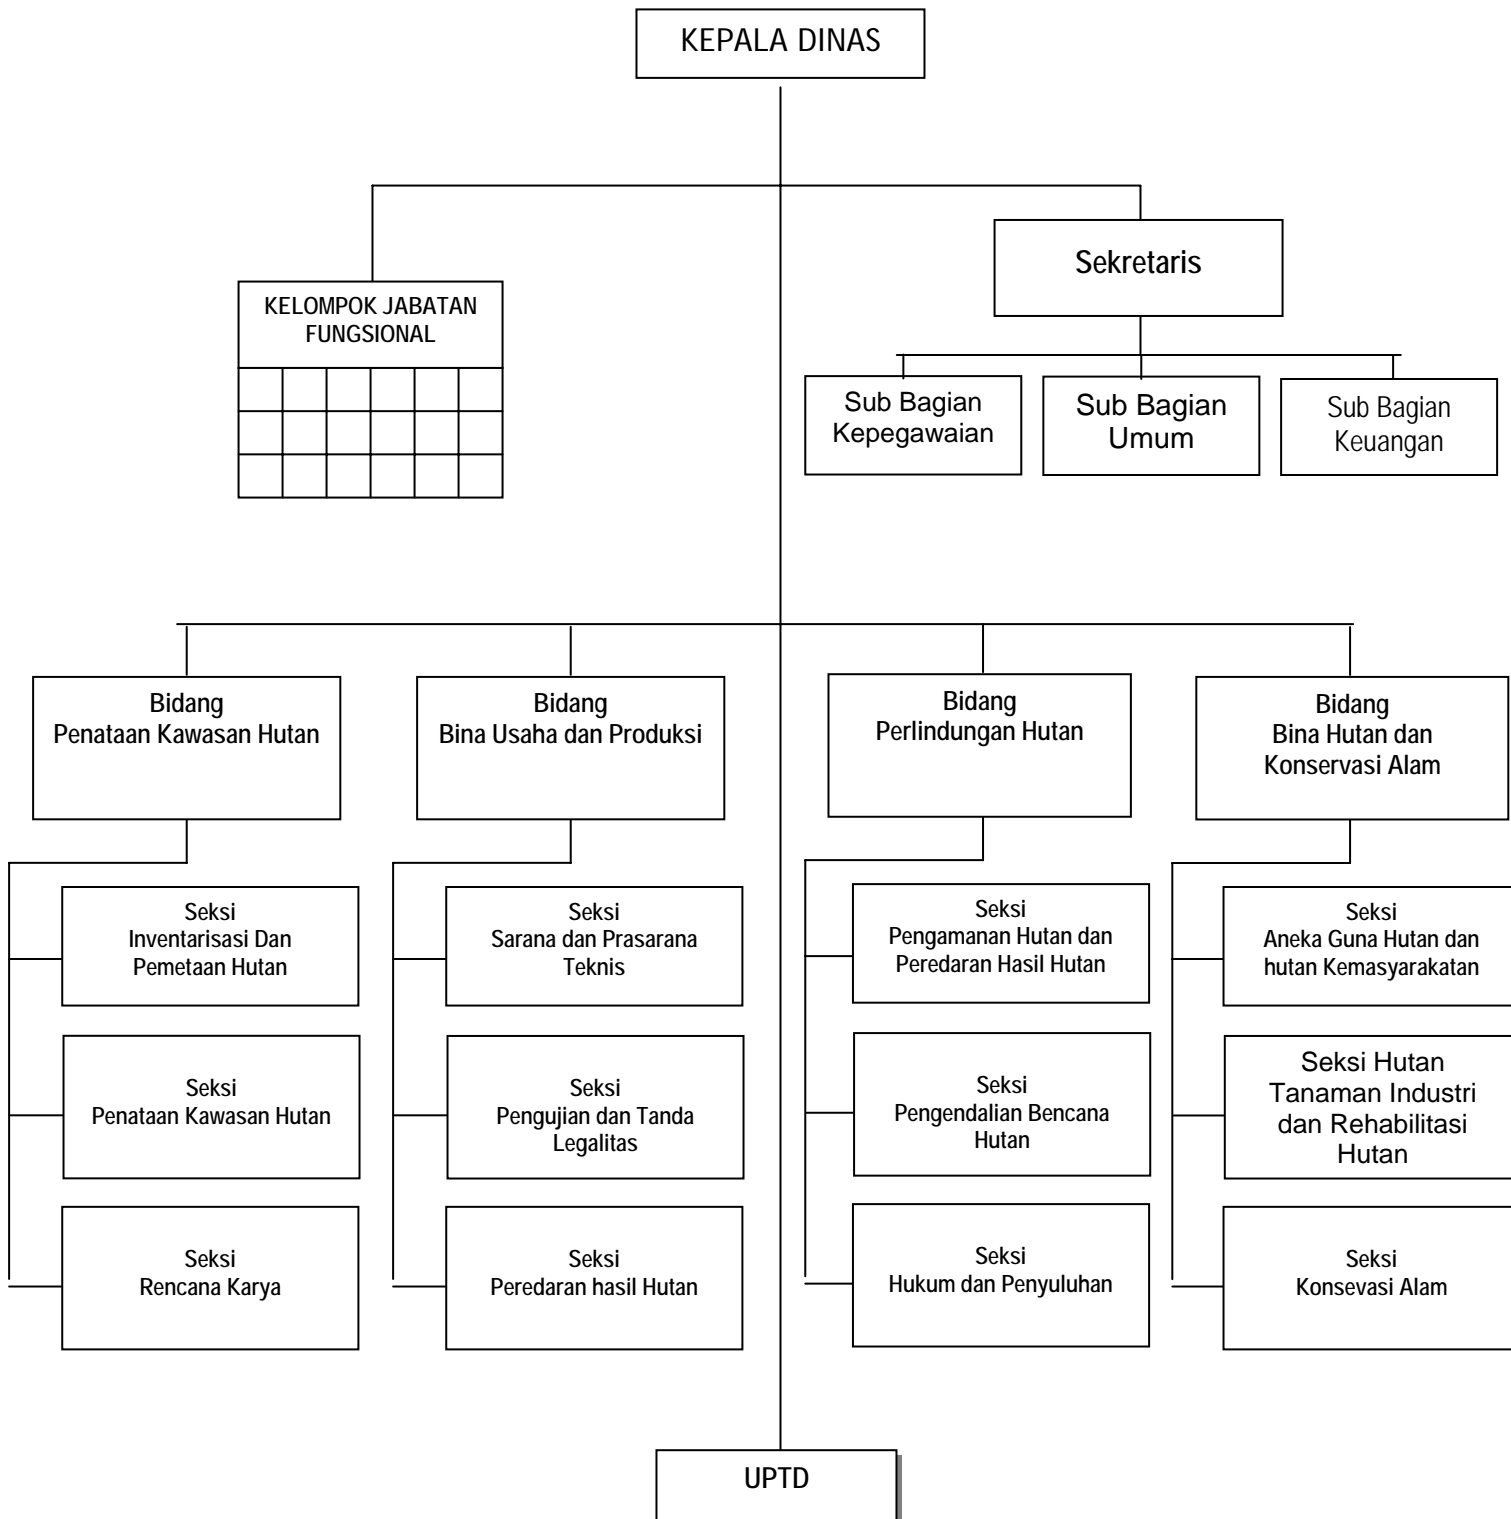 KEPALA DINAS
Sekretaris
KELOMPOK JABATAN
FUNGSIONAL
Sub Bagian
Kepegawaian
Sub Bagian
Umum
Sub Bagian
Keuangan
Bidang
Penataan Kawasan Hutan
Bidang
Bina Usaha dan Produksi
Bidang
Perlindungan Hutan
Bidang
Bina Hutan dan
Konservasi Alam
Seksi
Inventarisasi Dan
Pemetaan Hutan
Seksi
Sarana dan Prasarana
Teknis
Seksi
Pengamanan Hutan dan
Peredaran Hasil Hutan
Seksi
Aneka Guna Hutan dan
hutan Kemasyarakatan
Seksi
Penataan Kawasan Hutan
Seksi
Pengujian dan Tanda
Legalitas
Seksi
Pengendalian Bencana
Hutan
Seksi Hutan
Tanaman Industri
dan Rehabilitasi
Hutan
Seksi
Rencana Karya
Seksi
Peredaran hasil Hutan
Seksi
Hukum dan Penyuluhan
Seksi
Konsevasi Alam
UPTD